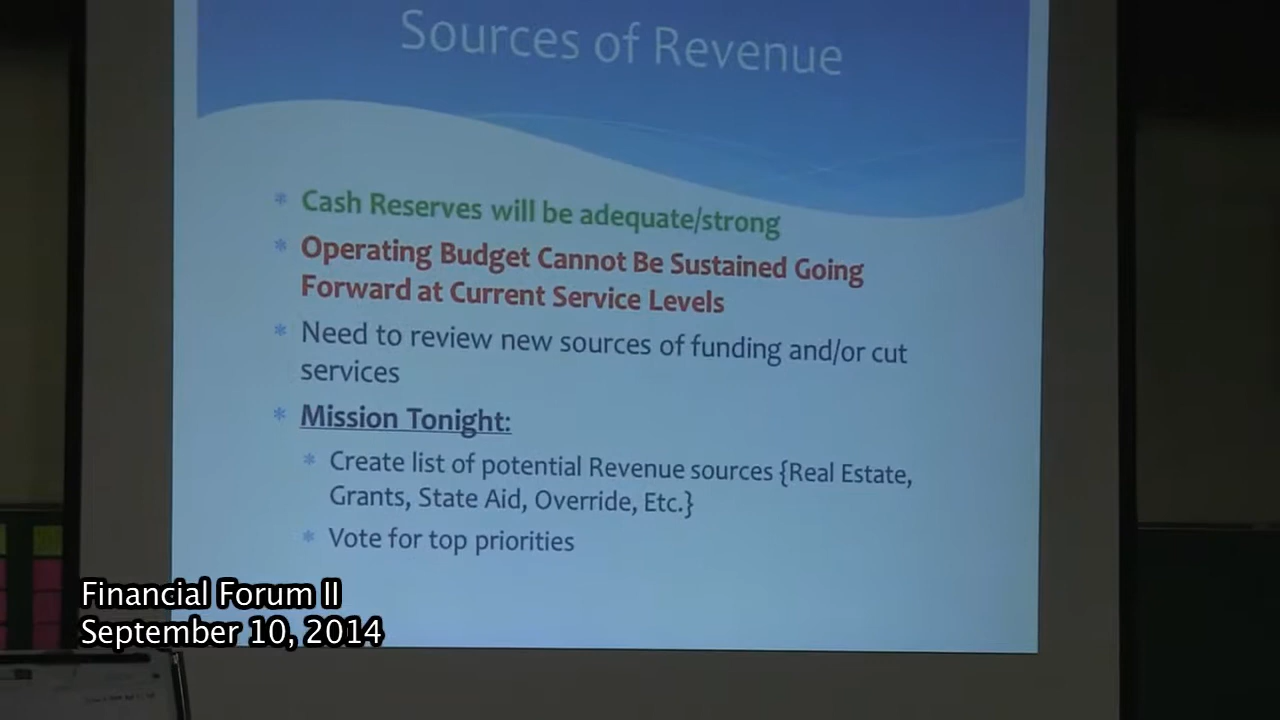 Sources of Revenue
Cash Reserves will be adequate/strong
Operating Budget Cannot Be Sustained Going
Forward at Current Service Levels
Need to review new sources of funding and/or cut
services
Mission Tonight:
Create list of potential Revenue sources {Real Estate,
Grants, State Aid, Override, Etc.}
Vote for top priorities
Financial Forum II
September 10, 2014